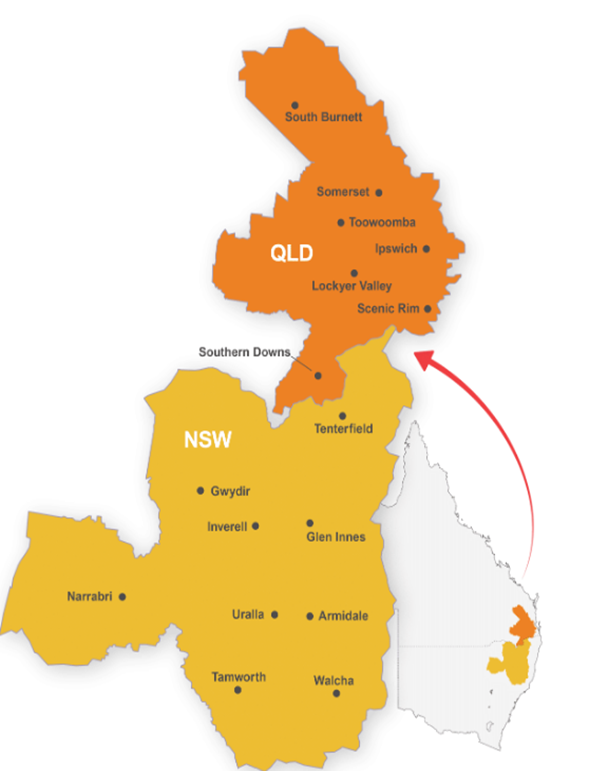 South Burnett
Somerset
Toowoomba
Ipswich
QLD
Lockyer Valley
Scenic Rim
Southern Downs
Tenterfield
NSW
Gwydir
Inverell
Glen Innes
Narrabri
Uralla
Armidale
Tamworth
Walcha